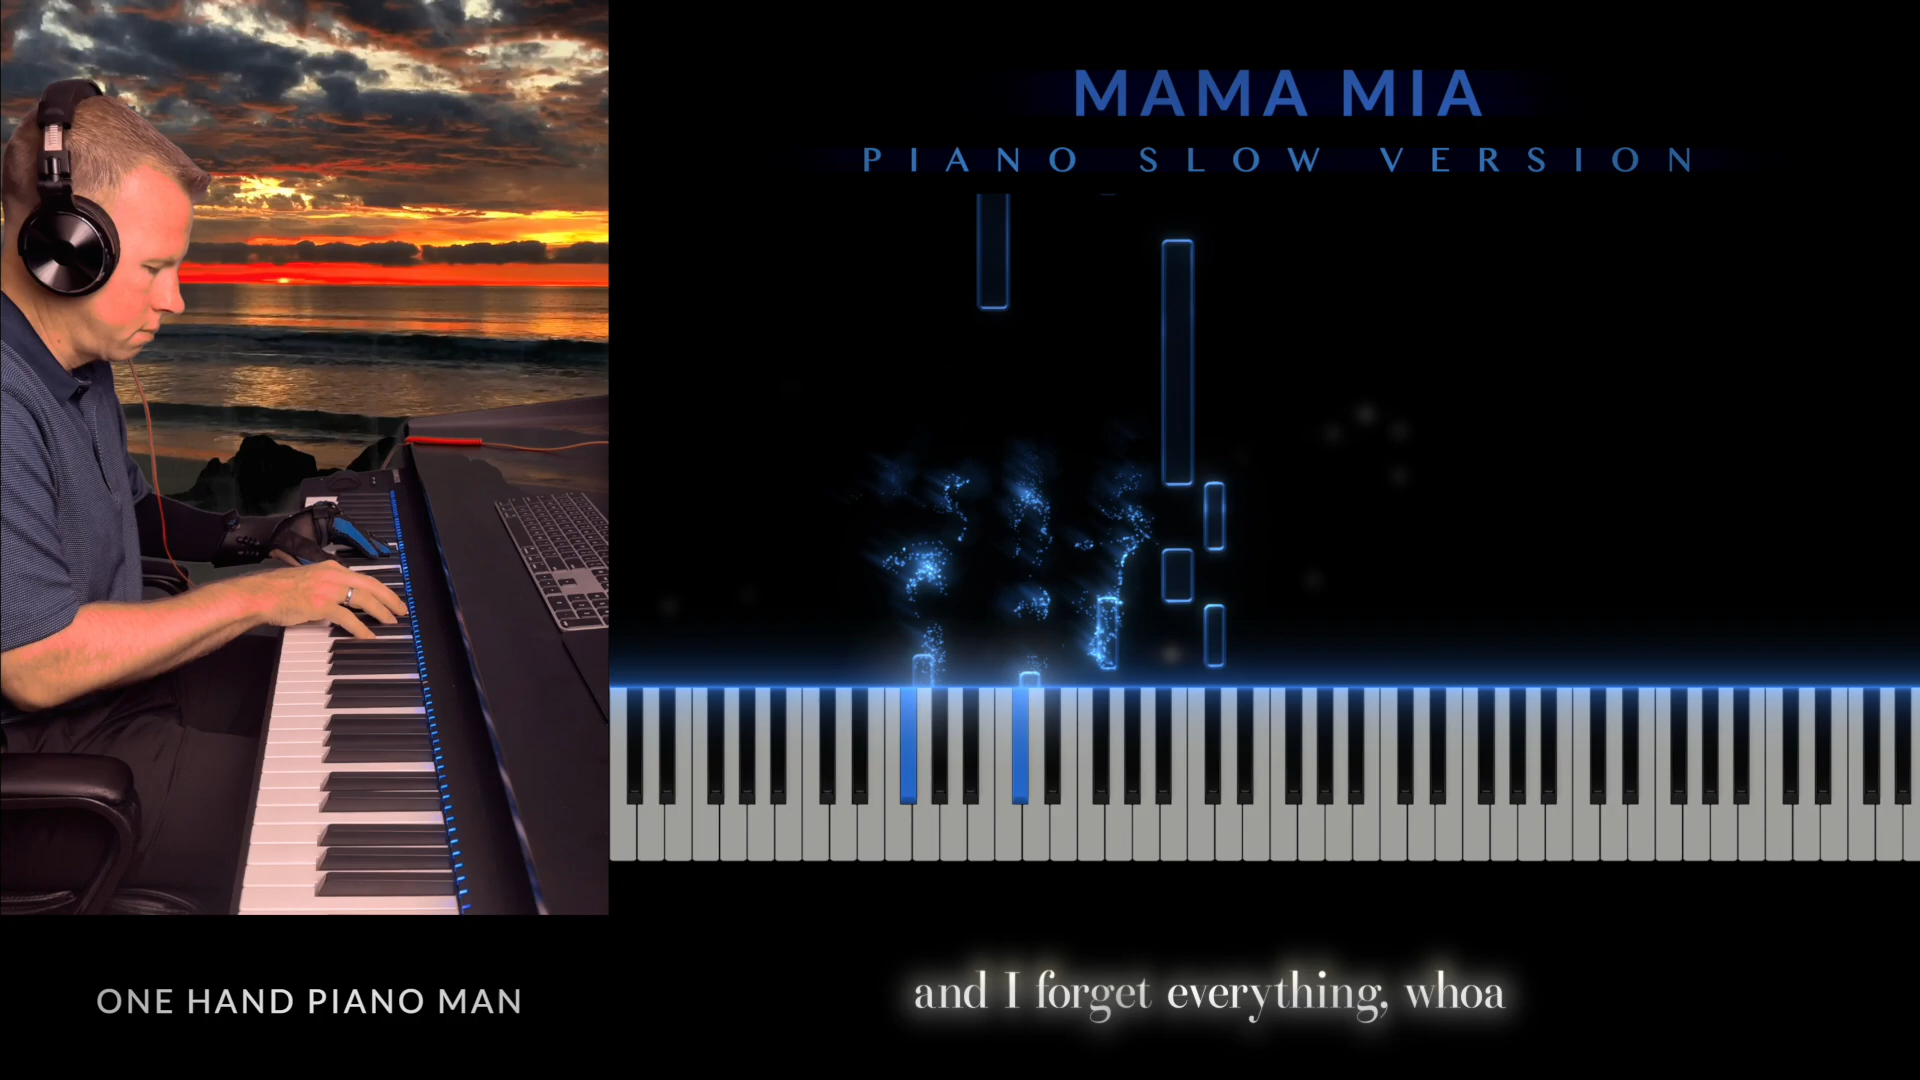 MAMA MIA
PIANO SLOW VERSION
and I forget everything, whoa
ONE HAND PIANO MAN